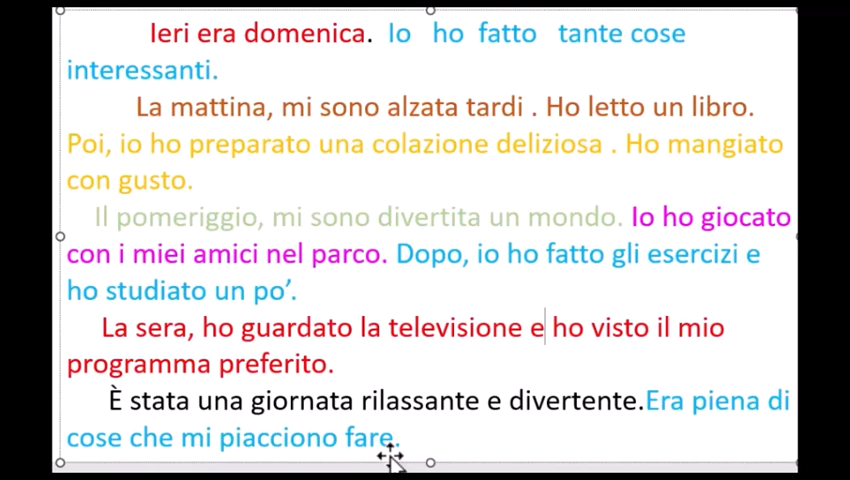 Ieri era domenica. Io ho fatto tante cose
interessanti.
La mattina, mi sono alzata tardi . Ho letto un libro.
Poi, io ho preparato una colazione deliziosa . Ho mangiato
con gusto.
Il pomeriggio, mi sono divertita un mondo. Io ho giocato
con i miei amici nel parco. Dopo, io ho fatto gli esercizi e
ho studiato un po’.
La sera, ho guardato la televisione e ho visto il mio
programma preferito.
È stata una giornata rilassante e divertente.Era piena di
cose che mi piacciono fare.